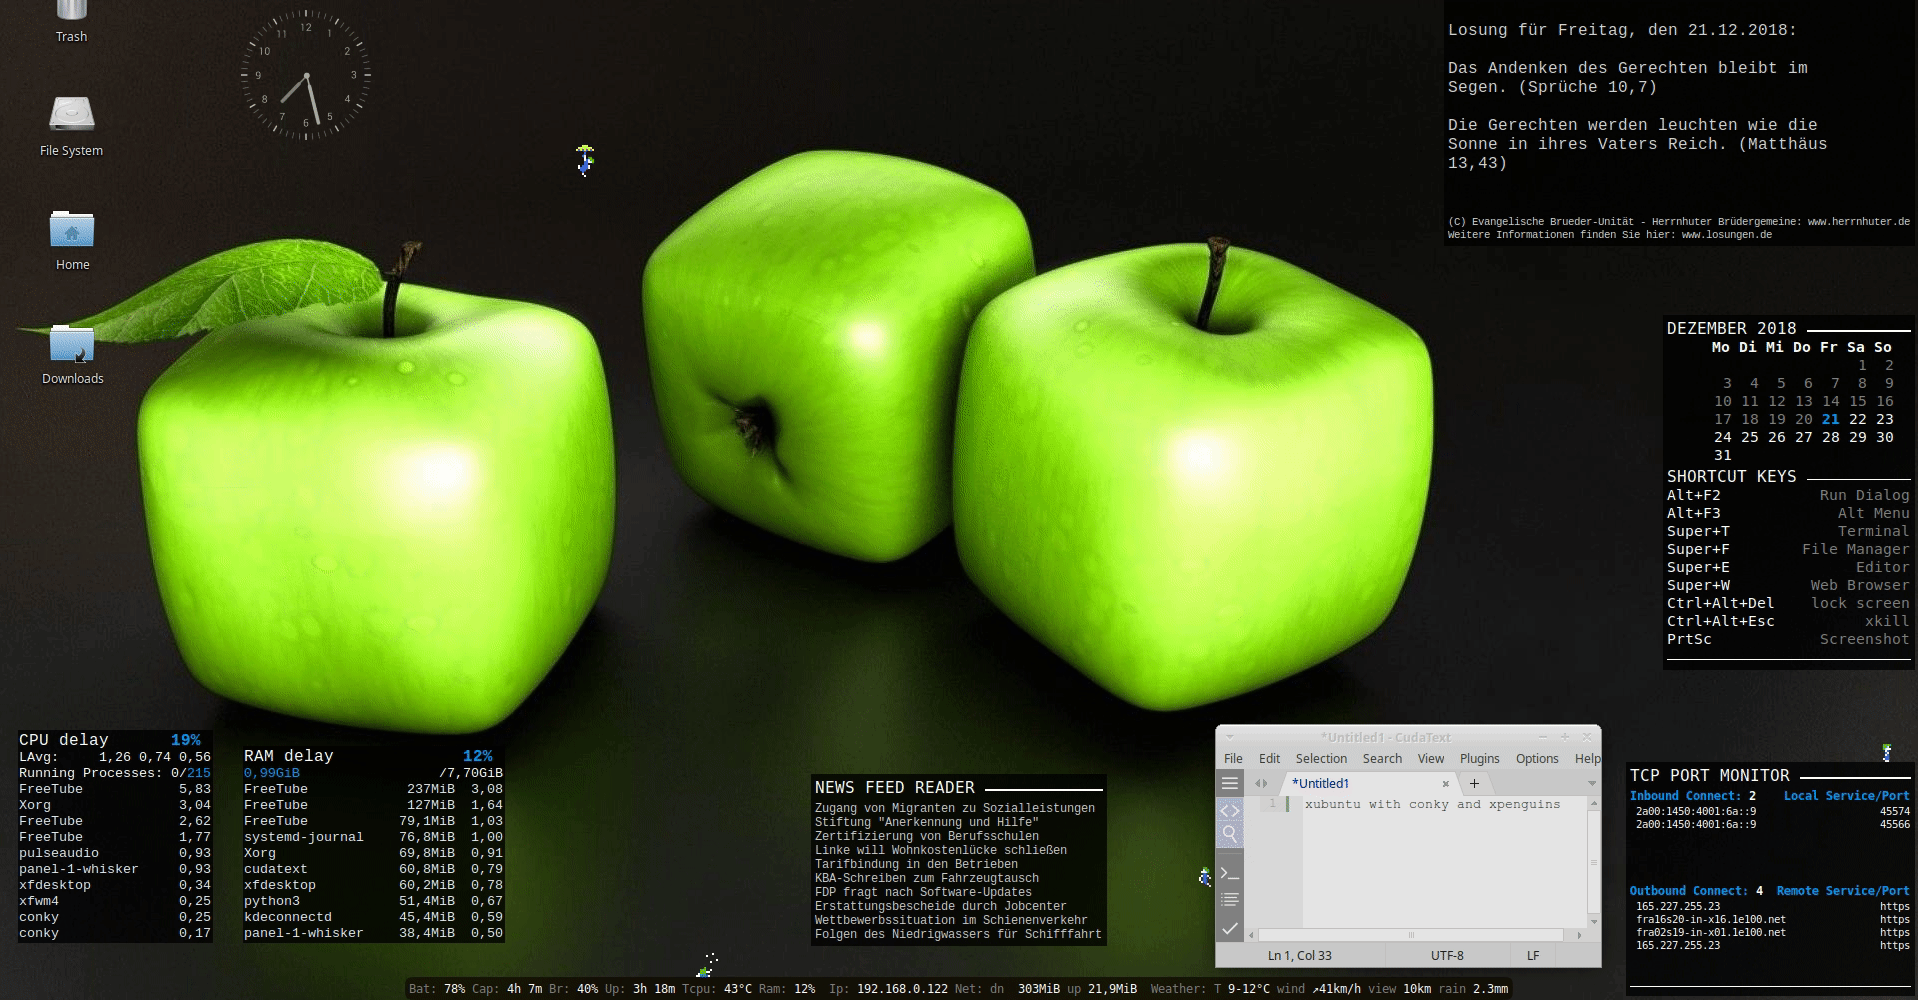 Trash
File System
Home
Downloads
12
11 1
10 2
9 3
8 4
7 5
6
Losung für Freitag, den 21.12.2018:
Das Andenken des Gerechten bleibt im
Segen. (Sprüche 10,7)
Die Gerechten werden leuchten wie die
Sonne in ihres Vaters Reich. (Matthäus
13,43)
(C) Evangelische Brueder-Unität - Herrnhuter Brüdergemeine: www.herrnhuter.de
Weitere Informationen finden Sie hier: www.losungen.de
DEZEMBER 2018
Mo Di Mi Do Fr Sa So
1 2
3 4 5 6 7 8 9
10 11 12 13 14 15 16
17 18 19 20 21 22 23
24 25 26 27 28 29 30
31
SHORTCUT KEYS
Alt+F2 Run Dialog
Alt+F3 Alt Menu
Super+T Terminal
Super+F File Manager
Super+E Editor
Super+W Web Browser
Ctrl+Alt+Del lock screen
Ctrl+Alt+Esc xkill
PrtSc Screenshot
CPU delay 19%
LAvg: 1,26 0,74 0,56
Running Processes: 0/215
FreeTube 5,83
Xorg 3,04
FreeTube 2,62
FreeTube 1,77
pulseaudio 0,93
panel-1-whisker 0,93
xfdesktop 0,34
xfwm4 0,25
conky 0,25
conky 0,17
RAM delay 12%
0,99GiB /7,70GiB
FreeTube 237MiB 3,08
FreeTube 127MiB 1,64
FreeTube 79,1MiB 1,03
systemd-journal 76,8MiB 1,00
Xorg 69,8MiB 0,91
cudatext 60,8MiB 0,79
xfdesktop 60,2MiB 0,78
python3 51,4MiB 0,67
kdeconnectd 45,4MiB 0,59
panel-1-whisker 38,4MiB 0,50
NEWS FEED READER
Zugang von Migranten zu Sozialleistungen
Stiftung "Anerkennung und Hilfe"
Zertifizierung von Berufsschulen
Linke will Wohnkostenlücke schließen
Tarifbindung in den Betrieben
KBA-Schreiben zum Fahrzeugtausch
FDP fragt nach Software-Updates
Erstattungsbescheide durch Jobcenter
Wettbewerbssituation im Schienenverkehr
Folgen des Niedrigwassers für Schifffahrt
*Untitled1 - CudaText
File Edit Selection Search View Plugins Options Help
*Untitled1
1 xubuntu with conky and xpenguins
Ln 1, Col 33 UTF-8 LF
TCP PORT MONITOR
Inbound Connect: 2 Local Service/Port
2a00:1450:4001:6a::9 45574
2a00:1450:4001:6a::9 45566
Outbound Connect: 4 Remote Service/Port
165.227.255.23 https
fra16s20-in-x16.1e100.net https
fra02s19-in-x01.1e100.net https
165.227.255.23 https
Bat: 78% Cap: 4h 7m Br: 40% Up: 3h 18m Tcpu: 43°C Ram: 12% Ip: 192.168.0.122 Net: dn 303MiB up 21,9MiB Weather: T 9-12°C wind ↗41km/h view 10km rain 2.3mm